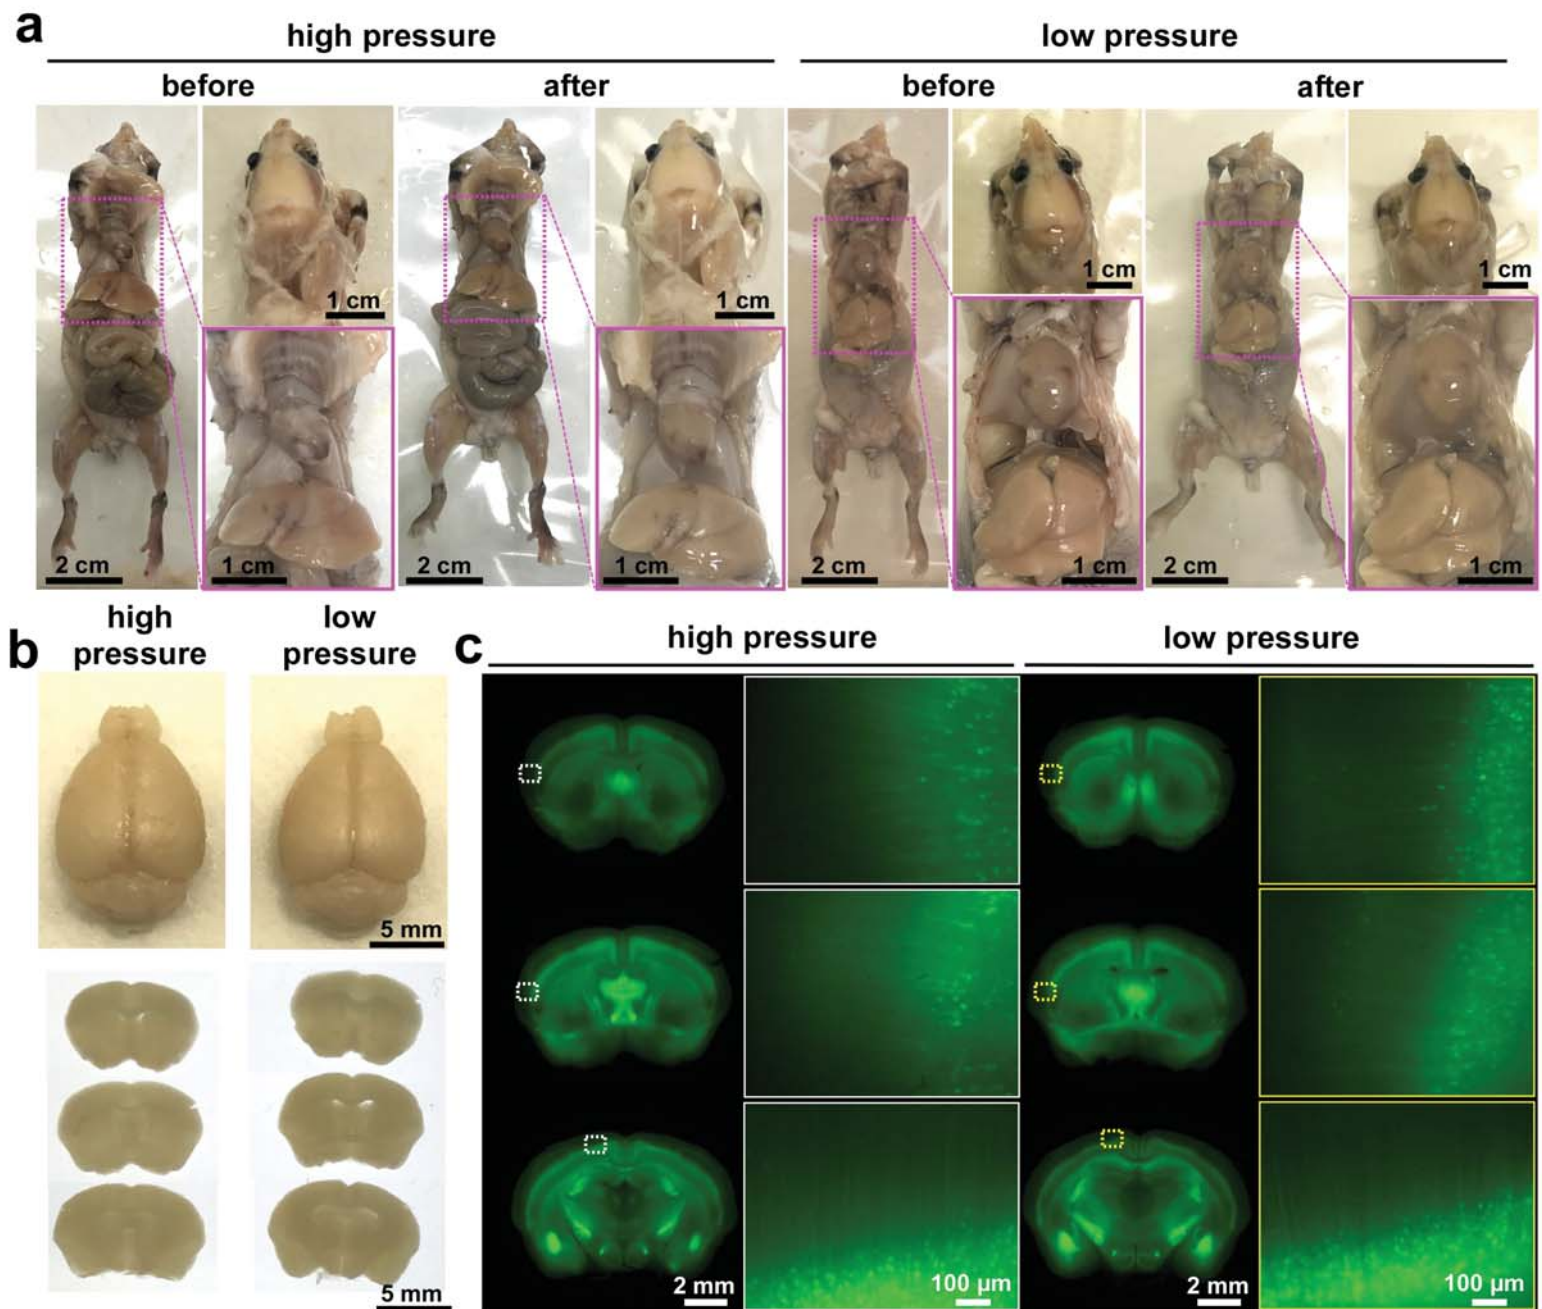 a
high pressure
low pressure
before
after
before
after
1 cm
1 cm
1 cm
1 cm
2 cm
1 cm
2 cm
1 cm
2 cm
1 cm
2 cm
1 cm
b
high
pressure
low
pressure
5 mm
5 mm
c
high pressure
low pressure
2 mm
100 µm
2 mm
100 µm